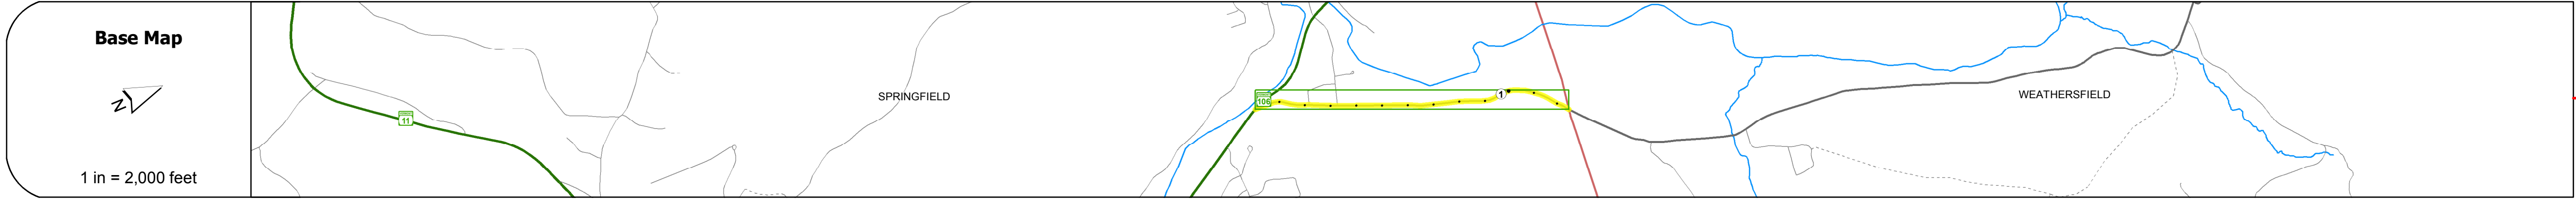 Base Map
N
1 in = 2,000 feet
11
SPRINGFIELD
106
1
WEATHERSFIELD